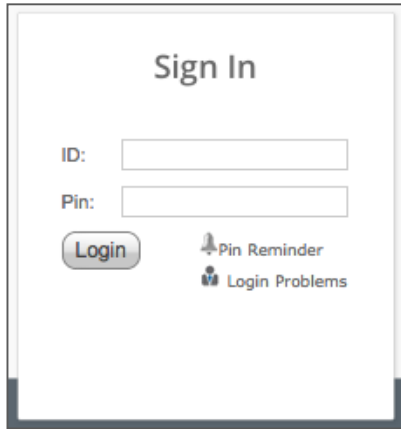 Sign In
ID:
Pin:
Login
Pin Reminder
Login Problems